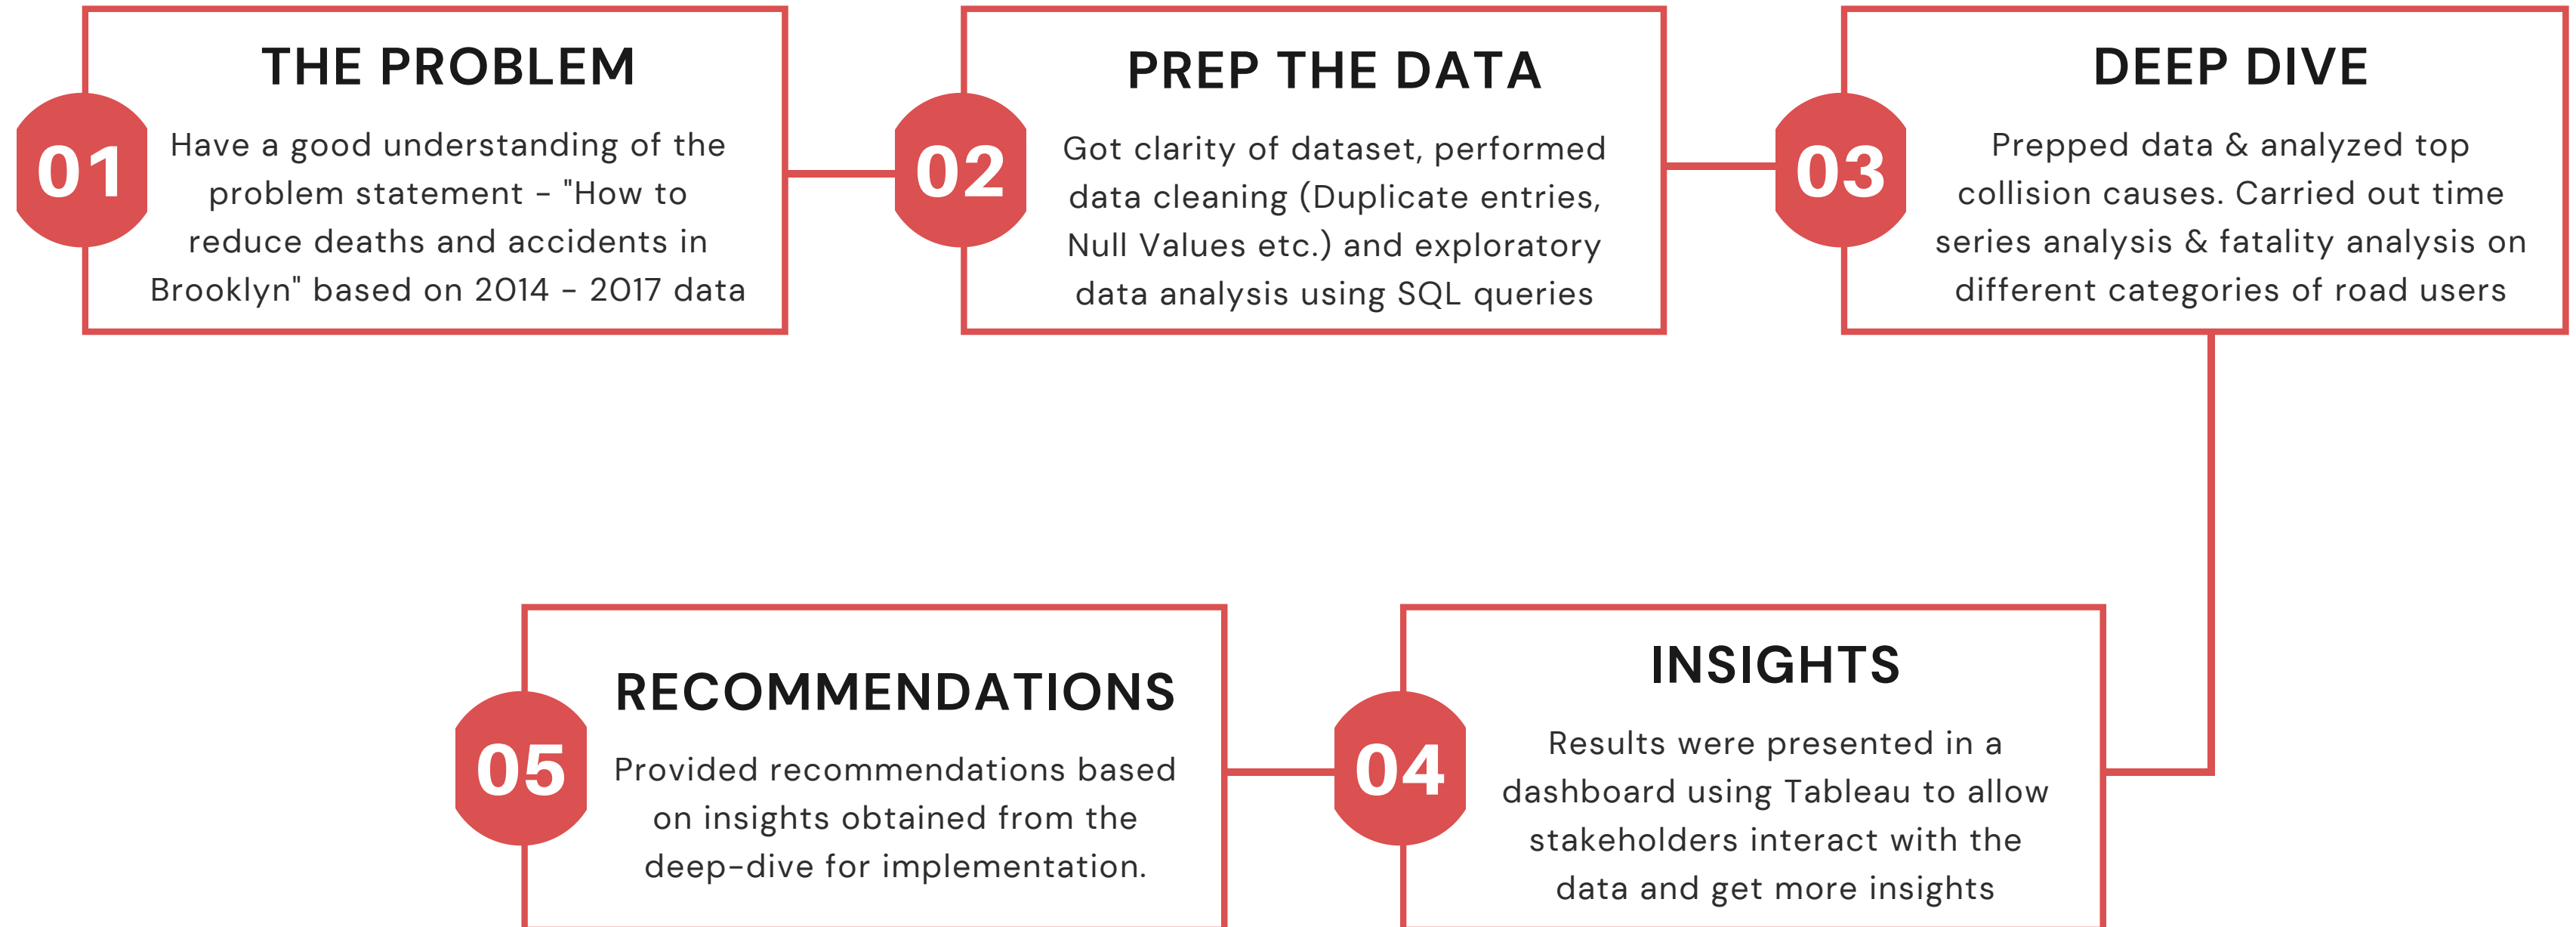 01
THE PROBLEM
Have a good understanding of the
problem statement - "How to
reduce deaths and accidents in
Brooklyn" based on 2014 - 2017 data
02
PREP THE DATA
Got clarity of dataset, performed
data cleaning (Duplicate entries,
Null Values etc.) and exploratory
data analysis using SQL queries
03
DEEP DIVE
Prepped data & analyzed top
collision causes. Carried out time
series analysis & fatality analysis on
different categories of road users
04
INSIGHTS
Results were presented in a
dashboard using Tableau to allow
stakeholders interact with the
data and get more insights
05
RECOMMENDATIONS
Provided recommendations based
on insights obtained from the
deep-dive for implementation.